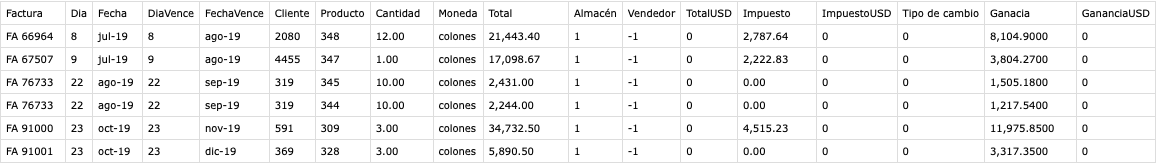 Factura Dia Fecha DiaVence FechaVence Cliente Producto Cantidad Moneda Total Almacén Vendedor TotalUSD Impuesto ImpuestoUSD Tipo de cambio Ganacia GananciaUSD
FA 66964 8 jul-19 8 ago-19 2080 348 12.00 colones 21,443.40 1 -1 0 2,787.64 0 0 8,104.9000 0
FA 67507 9 jul-19 9 ago-19 4455 347 1.00 colones 17,098.67 1 -1 0 2,222.83 0 0 3,804.2700 0
FA 76733 22 ago-19 22 sep-19 319 345 10.00 colones 2,431.00 1 -1 0 0.00 0 0 1,505.1800 0
FA 76733 22 ago-19 22 sep-19 319 344 10.00 colones 2,244.00 1 -1 0 0.00 0 0 1,217.5400 0
FA 91000 23 oct-19 23 nov-19 591 309 3.00 colones 34,732.50 1 -1 0 4,515.23 0 0 11,975.8500 0
FA 91001 23 oct-19 23 dic-19 369 328 3.00 colones 5,890.50 1 -1 0 0.00 0 0 3,317.3500 0